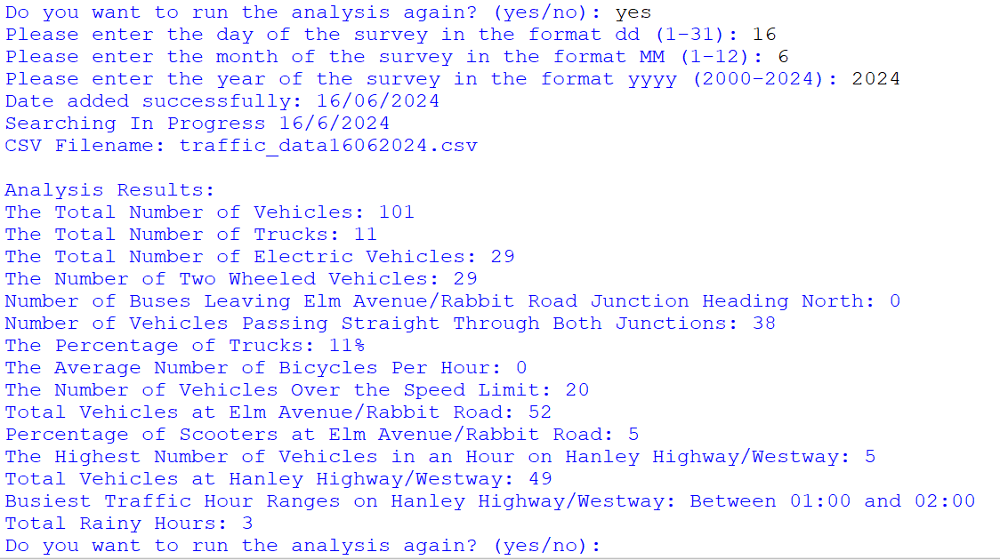 Do you want to run the analysis again? (yes/no): yes
Please enter the day of the survey in the format dd (1-31): 16
Please enter the month of the survey in the format MM (1-12): 6
Please enter the year of the survey in the format yyyy (2000-2024): 2024
Date added successfully: 16/06/2024
Searching In Progress 16/6/2024
CSV Filename: traffic_data16062024.csv
Analysis Results:
The Total Number of Vehicles: 101
The Total Number of Trucks: 11
The Total Number of Electric Vehicles: 29
The Number of Two Wheeled Vehicles: 29
Number of Buses Leaving Elm Avenue/Rabbit Road Junction Heading North: 0
Number of Vehicles Passing Straight Through Both Junctions: 38
The Percentage of Trucks: 11%
The Average Number of Bicycles Per Hour: 0
The Number of Vehicles Over the Speed Limit: 20
Total Vehicles at Elm Avenue/Rabbit Road: 52
Percentage of Scooters at Elm Avenue/Rabbit Road: 5
The Highest Number of Vehicles in an Hour on Hanley Highway/Westway: 5
Total Vehicles at Hanley Highway/Westway: 49
Busiest Traffic Hour Ranges on Hanley Highway/Westway: Between 01:00 and 02:00
Total Rainy Hours: 3
Do you want to run the analysis again? (yes/no):